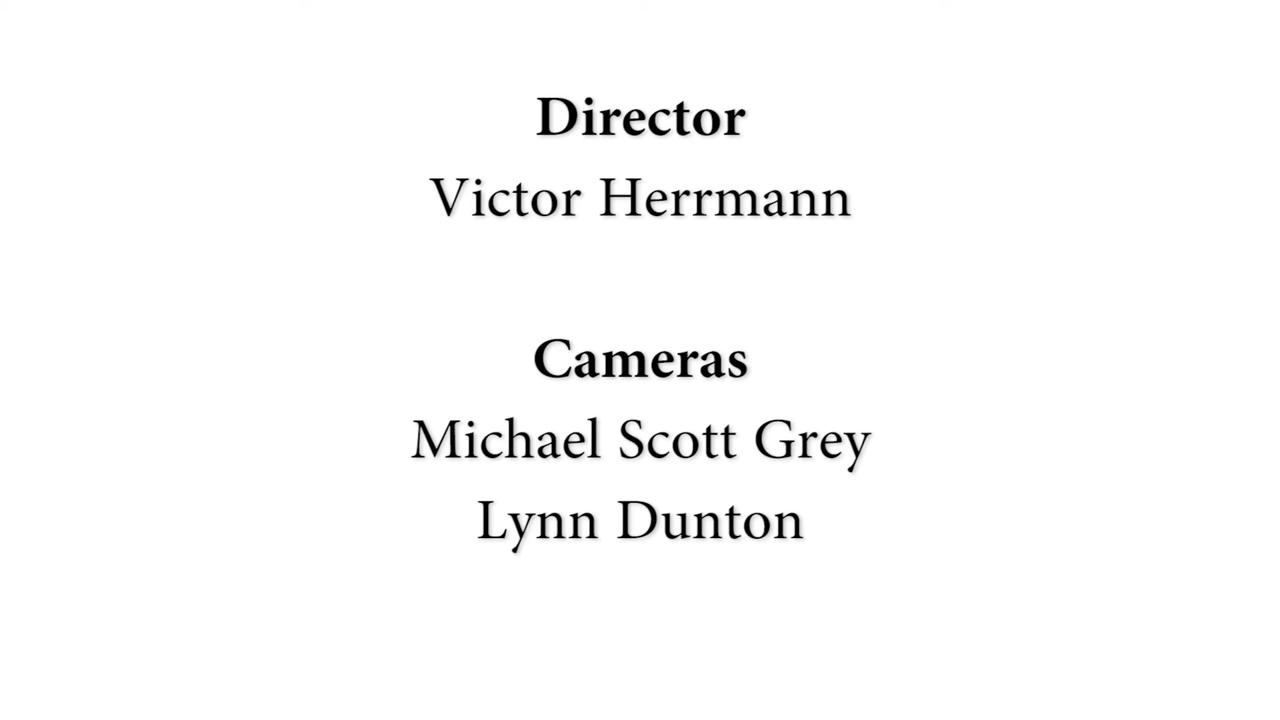 Director
Victor Herrmann
Cameras
Michael Scott Grey
Lynn Dunton